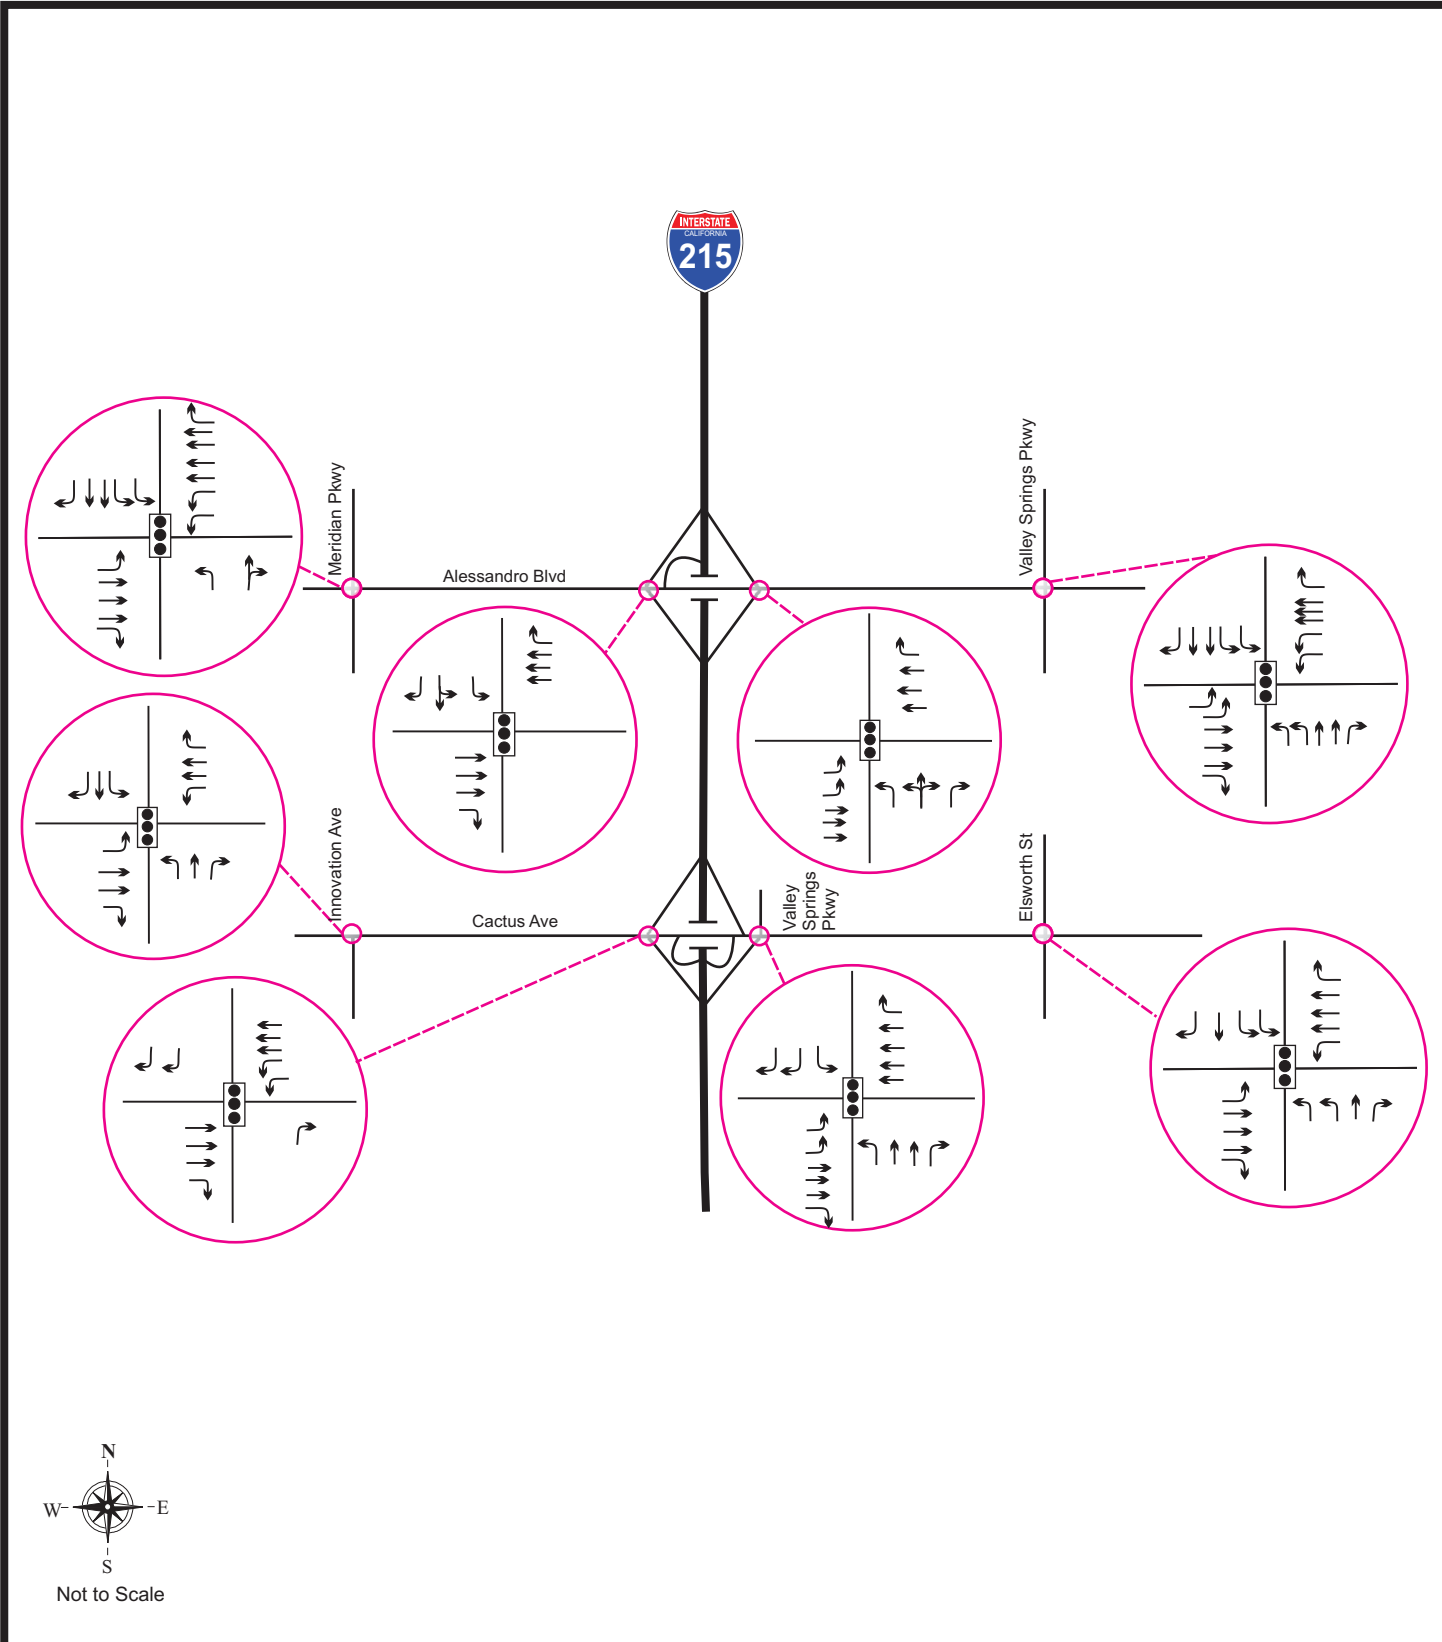 INTERSTATE
CALIFORNIA
215
Meridian Pkwy
Alessandro Blvd
Valley Springs Pkwy
Innovation Ave
Cactus Ave
Valley
Springs
Pkwy
Elsworth St
N
W
E
S
Not to Scale